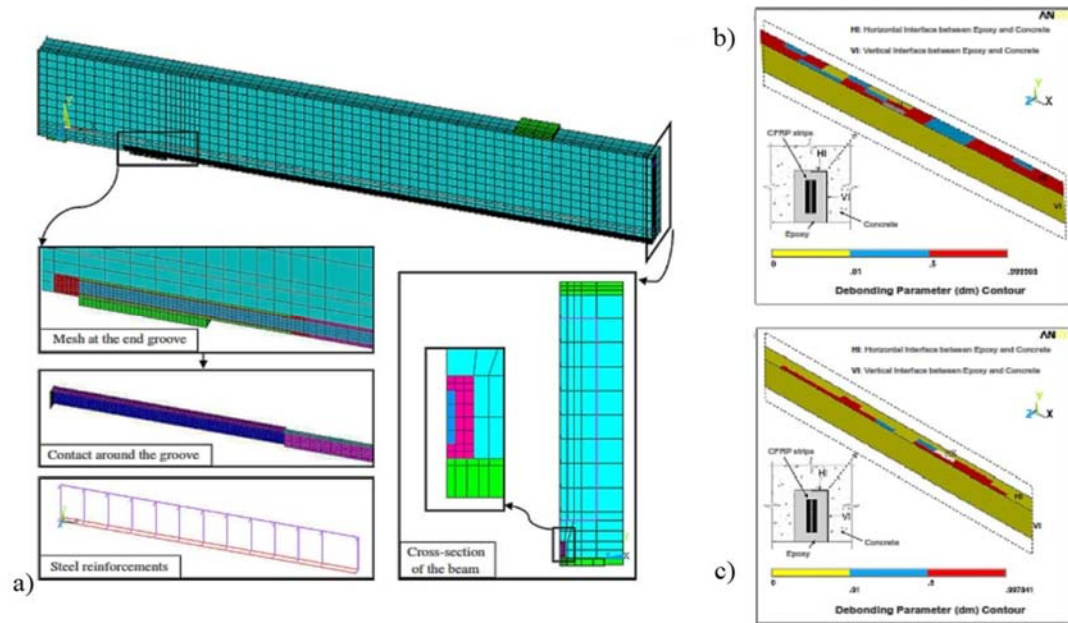 a)
Mesh at the end groove
Contact around the groove
Steel reinforcements
Cross-section
of the beam
b)
AN
HI: Horizontal Interface between Epoxy and Concrete
VI: Vertical Interface between Epoxy and Concrete
Y
Z X
CFRP strips
HI
VI
Concrete
Epoxy
VI
0 .01 .5
Debonding Parameter (dm) Contour
c)
AN
HI: Horizontal Interface between Epoxy and Concrete
VI: Vertical Interface between Epoxy and Concrete
Y
Z X
CFRP strips
HI
VI
Concrete
Epoxy
HI
VI
0 .01 .5 .997841
Debonding Parameter (dm) Contour